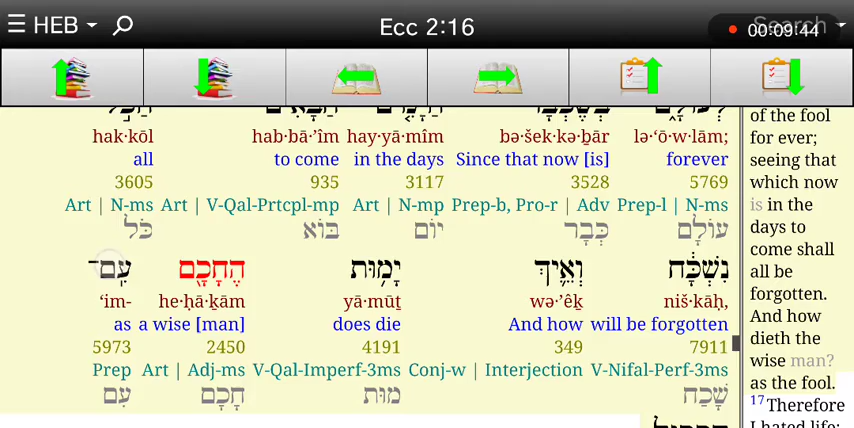 ☰ HEB Ecc 2:16 Search
00:09:44
hak·kōl hab·bā·’îm hay·yā·mîm bə·šek·kə·ḇār lə·‘ō·w·lām;
all to come in the days Since that now [is] forever
3605 935 3117 3528 5769
Art | N-ms Art | V-Qal-Prtcpl-mp Art | N-mp Prep-b, Pro-r | Adv Prep-l | N-ms
עוֹלָם כְּבָר יוֹם בּוֹא כֹּל
נִשְׁכָּ֔ח וְאֵ֛יךְ יָמ֥וּת הֶחָכָ֖ם עִֽם־
‘im- he·ḥā·ḵām yā·mūṯ wə·’êḵ niš·kāḥ,
as a wise [man] does die And how will be forgotten
5973 2450 4191 349 7911
Prep Art | Adj-ms V-Qal-Imperf-3ms Conj-w | Interjection V-Nifal-Perf-3ms
שָׁכַח מוּת חָכָם עִם
of the fool
for ever;
seeing that
which now
is in the
days to
come shall
all be
forgotten.
And how
dieth the
wise man?
as the fool.
17Therefore
I hated life;